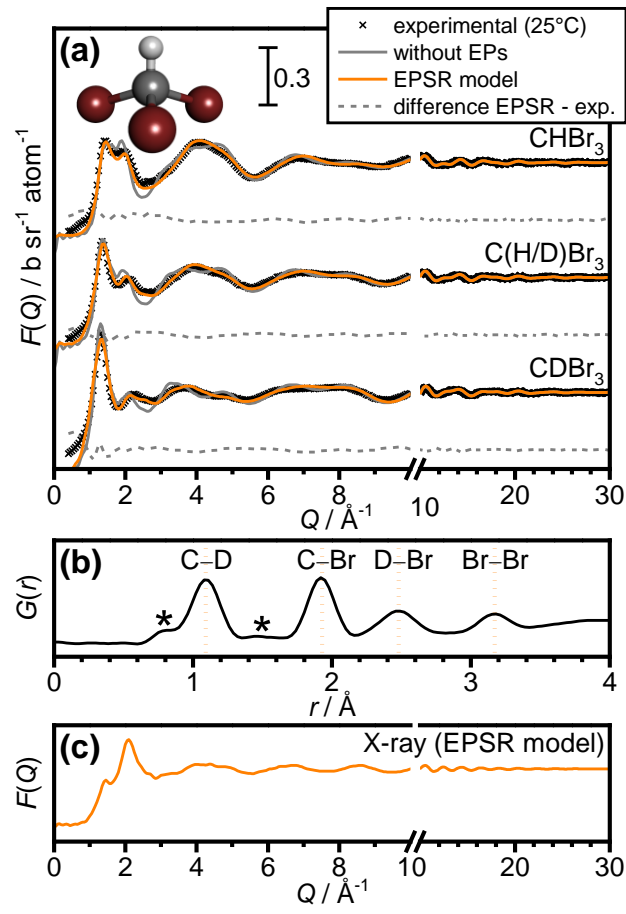 (a)
0.3
experimental (25°C)
without EPs
EPSR model
difference EPSR - exp.
CHBr3
C(H/D)Br3
CDBr3
F(Q) / b sr-1 atom-1
0 2 4 6 8 10 20 30
Q / Å-1
(b)
C–D C–Br D–Br Br–Br
* *
G(r)
0 1 2 3 4
r / Å
(c)
X-ray (EPSR model)
F(Q)
0 2 4 6 8 10 20 30
Q / Å-1